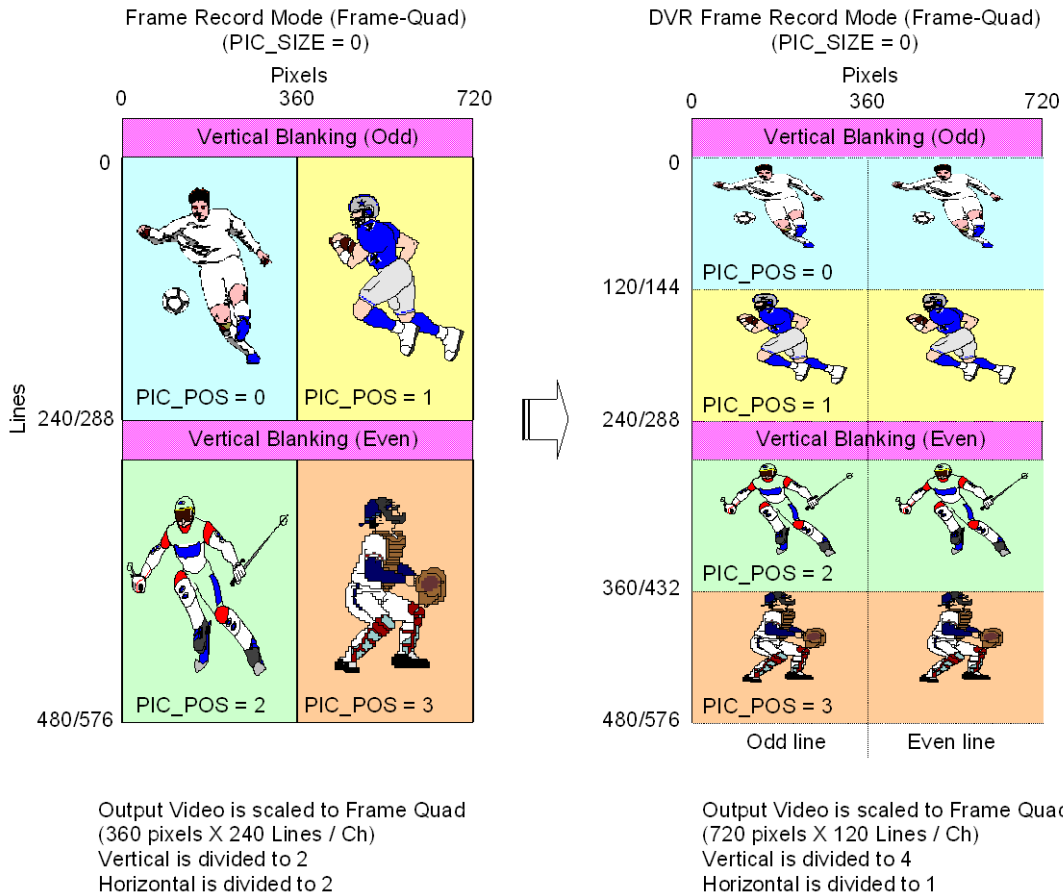 Frame Record Mode (Frame-Quad)
(PIC_SIZE = 0)
Pixels
0 360 720
Vertical Blanking (Odd)
0
PIC_POS = 0 PIC_POS = 1
Lines
240/288
Vertical Blanking (Even)
PIC_POS = 2 PIC_POS = 3
480/576
Output Video is scaled to Frame Quad
(360 pixels X 240 Lines / Ch)
Vertical is divided to 2
Horizontal is divided to 2
DVR Frame Record Mode (Frame-Quad)
(PIC_SIZE = 0)
Pixels
0 360 720
Vertical Blanking (Odd)
0
PIC_POS = 0
120/144
PIC_POS = 1
240/288
Vertical Blanking (Even)
PIC_POS = 2
360/432
PIC_POS = 3
480/576
Odd line Even line
Output Video is scaled to Frame Quad
(720 pixels X 120 Lines / Ch)
Vertical is divided to 4
Horizontal is divided to 1